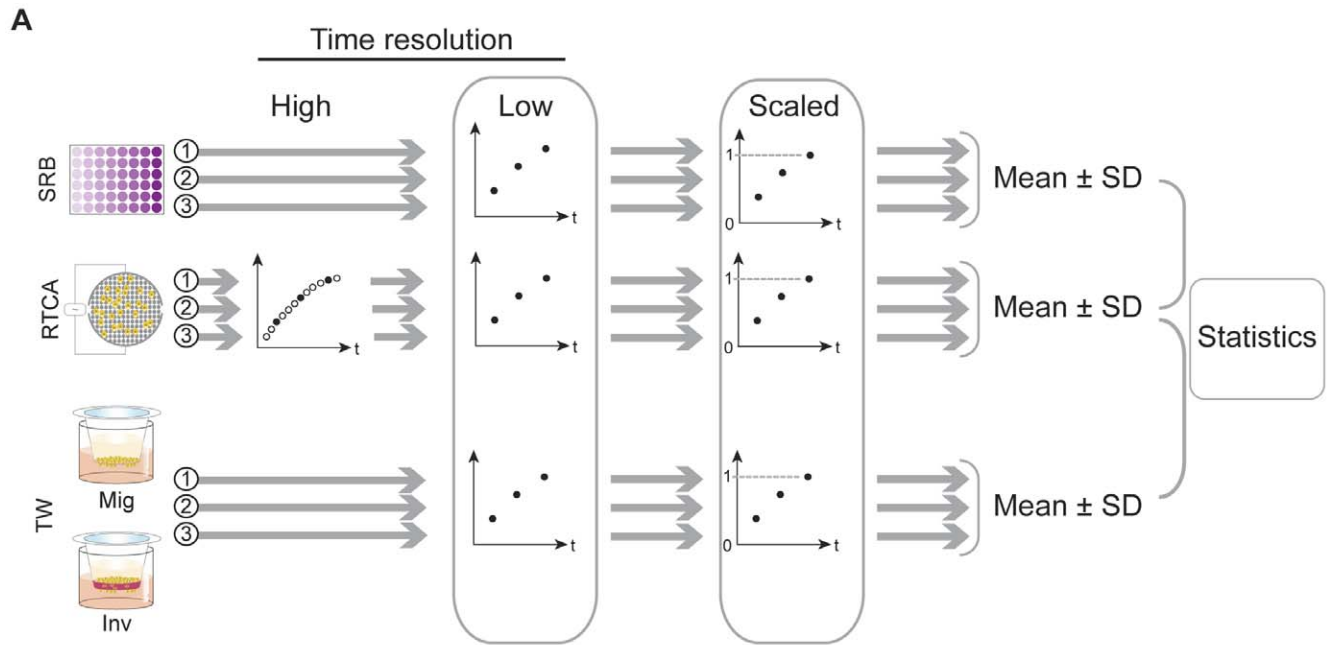 A
Time resolution
High
Low
Scaled
SRB
1
2
3
t
1
0
t
Mean ± SD
RTCA
~
1
2
3
t
t
1
0
t
Mean ± SD
Statistics
TW
Mig
Inv
1
2
3
t
1
0
t
Mean ± SD